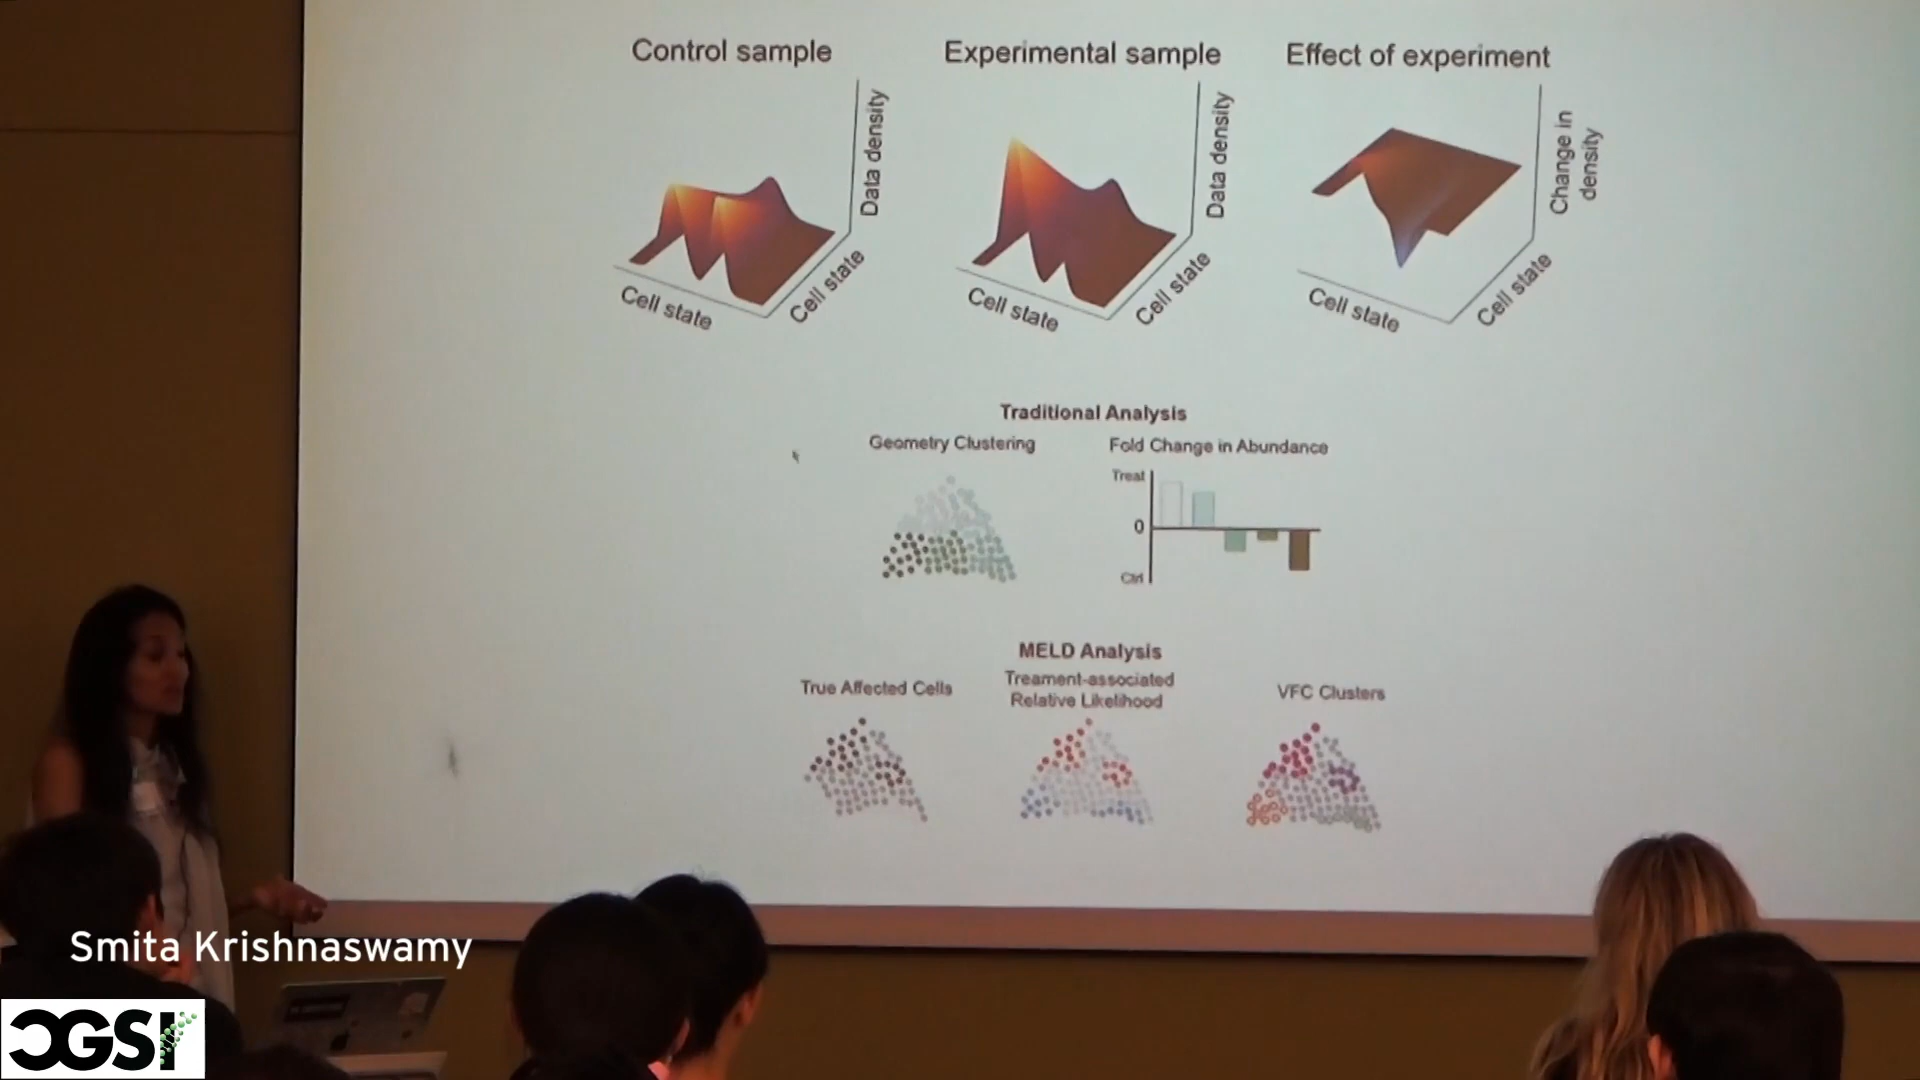 Control sample
Experimental sample
Effect of experiment
Data density
Data density
Change in
density
Cell state
Cell state
Cell state
Cell state
Cell state
Cell state
Traditional Analysis
Geometry Clustering
Fold Change in Abundance
Treat
0
Ctrl
MELD Analysis
True Affected Cells
Treament-associated
Relative Likelihood
VFC Clusters
Smita Krishnaswamy
CGSI